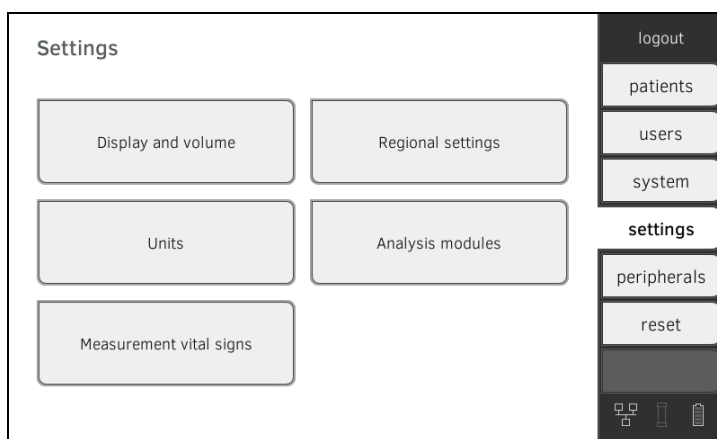 Settings
Display and volume
Regional settings
Units
Analysis modules
Measurement vital signs
logout
patients
users
system
settings
peripherals
reset